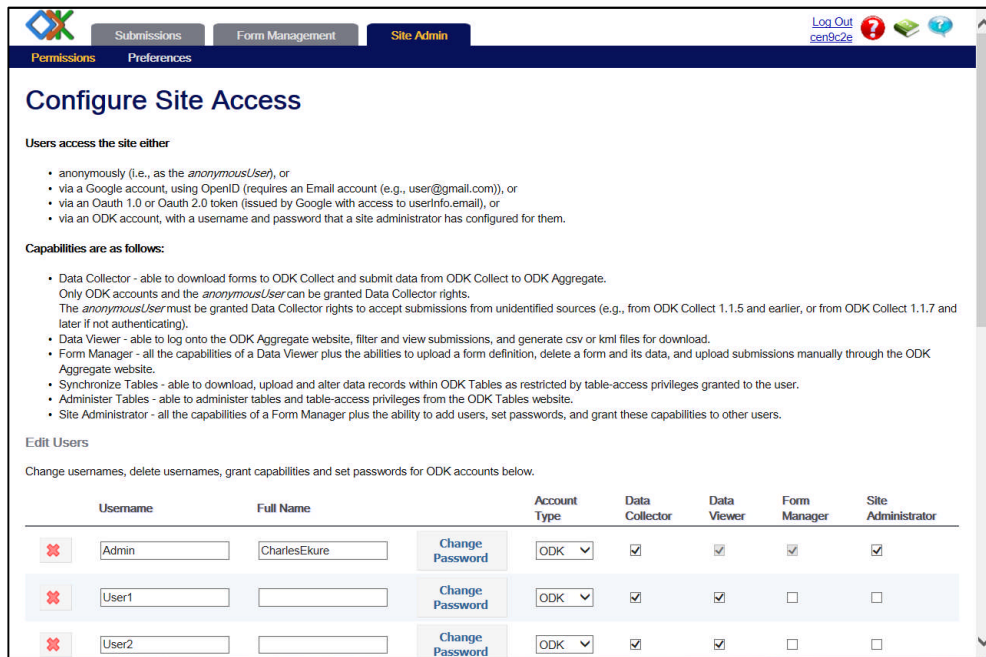 ODK
Submissions Form Management Site Admin
Log Out
cen9c2e
Permissions Preferences
Configure Site Access
Users access the site either
• anonymously (i.e., as the anonymousUser), or
• via a Google account, using OpenID (requires an Email account (e.g., user@gmail.com)), or
• via an Oauth 1.0 or Oauth 2.0 token (issued by Google with access to userInfo.email), or
• via an ODK account, with a username and password that a site administrator has configured for them.
Capabilities are as follows:
• Data Collector - able to download forms to ODK Collect and submit data from ODK Collect to ODK Aggregate.
Only ODK accounts and the anonymousUser can be granted Data Collector rights.
The anonymousUser must be granted Data Collector rights to accept submissions from unidentified sources (e.g., from ODK Collect 1.1.5 and earlier, or from ODK Collect 1.1.7 and
later if not authenticating).
• Data Viewer - able to log onto the ODK Aggregate website, filter and view submissions, and generate csv or kml files for download.
• Form Manager - all the capabilities of a Data Viewer plus the abilities to upload a form definition, delete a form and its data, and upload submissions manually through the ODK
Aggregate website.
• Synchronize Tables - able to download, upload and alter data records within ODK Tables as restricted by table-access privileges granted to the user.
• Administer Tables - able to administer tables and table-access privileges from the ODK Tables website.
• Site Administrator - all the capabilities of a Form Manager plus the ability to add users, set passwords, and grant these capabilities to other users.
Edit Users
Change usernames, delete usernames, grant capabilities and set passwords for ODK accounts below.
Username Full Name Account Type Data Collector Data Viewer Form Manager Site Administrator
Admin CharlesEkure Change Password ODK
User1 Change Password ODK
User2 Change Password ODK